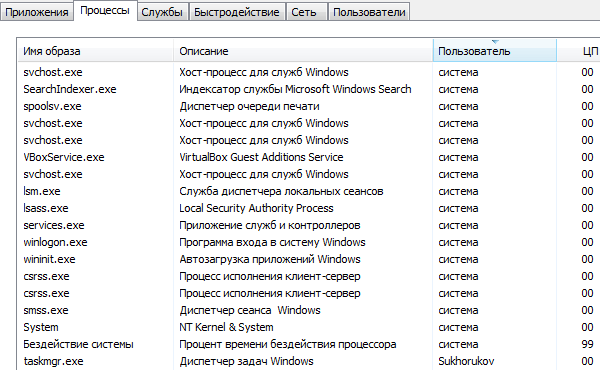 Приложения Процессы Службы Быстродействие Сеть Пользователи
Имя образа Описание Пользователь ЦП
svchost.exe Хост-процесс для служб Windows система 00
SearchIndexer.exe Индексатор службы Microsoft Windows Search система 00
spoolsv.exe Диспетчер очереди печати система 00
svchost.exe Хост-процесс для служб Windows система 00
svchost.exe Хост-процесс для служб Windows система 00
VBoxService.exe VirtualBox Guest Additions Service система 00
svchost.exe Хост-процесс для служб Windows система 00
lsm.exe Служба диспетчера локальных сеансов система 00
lsass.exe Local Security Authority Process система 00
services.exe Приложение служб и контроллеров система 00
winlogon.exe Программа входа в систему Windows система 00
wininit.exe Автозагрузка приложений Windows система 00
csrss.exe Процесс исполнения клиент-сервер система 00
csrss.exe Процесс исполнения клиент-сервер система 00
smss.exe Диспетчер сеанса Windows система 00
System NT Kernel & System система 00
Бездействие системы Процент времени бездействия процессора система 99
taskmgr.exe Диспетчер задач Windows Sukhorukov 00